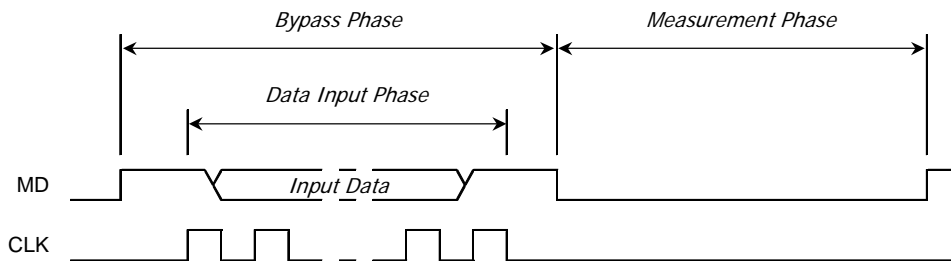 Bypass Phase
Measurement Phase
Data Input Phase
MD
Input Data
CLK